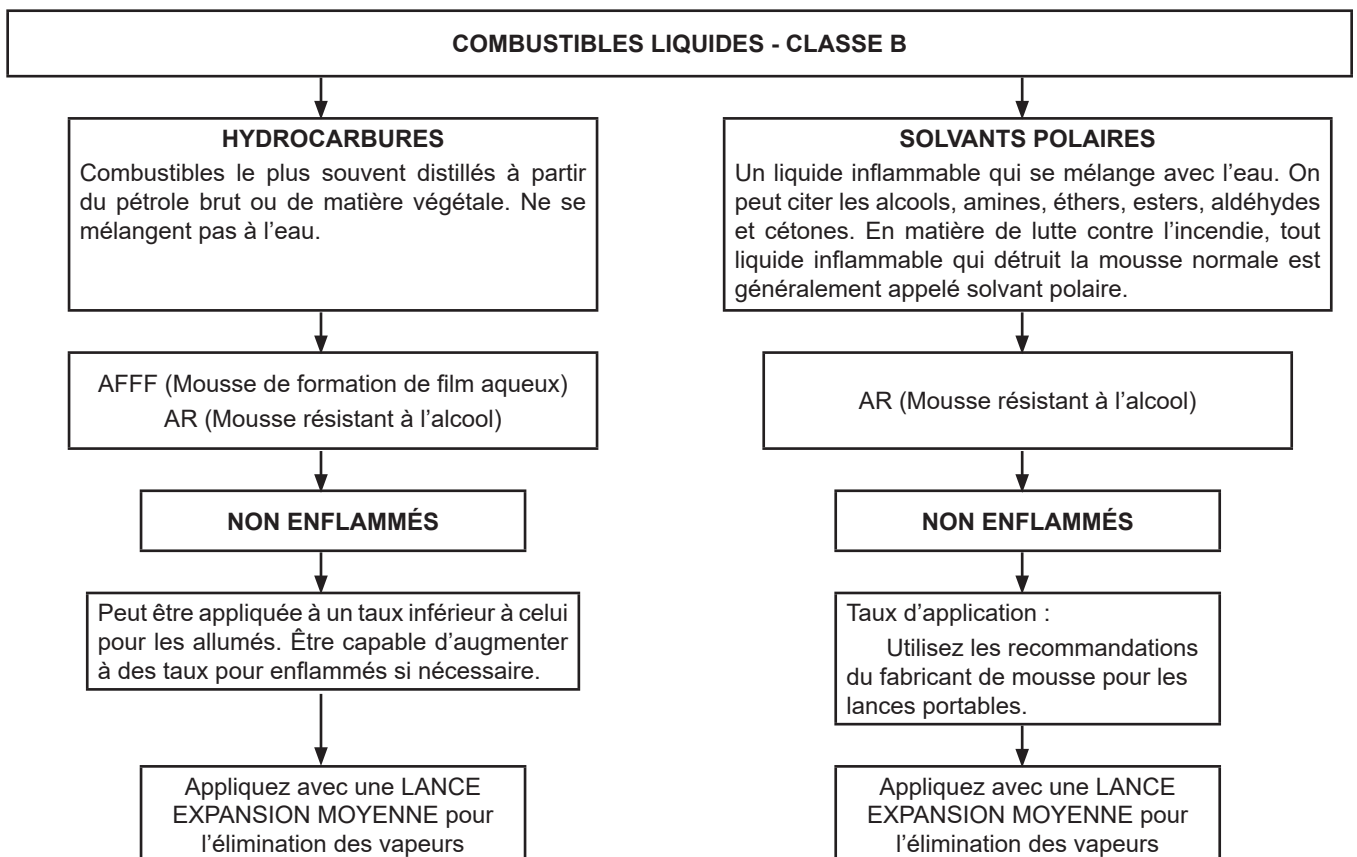 COMBUSTIBLES LIQUIDES - CLASSE B
HYDROCARBURES
Combustibles le plus souvent distillés à partir
du pétrole brut ou de matière végétale. Ne se
mélangent pas à l’eau.
SOLVANTS POLAIRES
Un liquide inflammable qui se mélange avec l’eau. On
peut citer les alcools, amines, éthers, esters, aldéhydes
et cétones. En matière de lutte contre l’incendie, tout
liquide inflammable qui détruit la mousse normale est
généralement appelé solvant polaire.
AFFF (Mousse de formation de film aqueux)
AR (Mousse résistant à l’alcool)
AR (Mousse résistant à l’alcool)
NON ENFLAMMÉS
NON ENFLAMMÉS
Peut être appliquée à un taux inférieur à celui
pour les allumés. Être capable d’augmenter
à des taux pour enflammés si nécessaire.
Taux d’application :
Utilisez les recommandations
du fabricant de mousse pour les
lances portables.
Appliquez avec une LANCE
EXPANSION MOYENNE pour
l’élimination des vapeurs
Appliquez avec une LANCE
EXPANSION MOYENNE pour
l’élimination des vapeurs